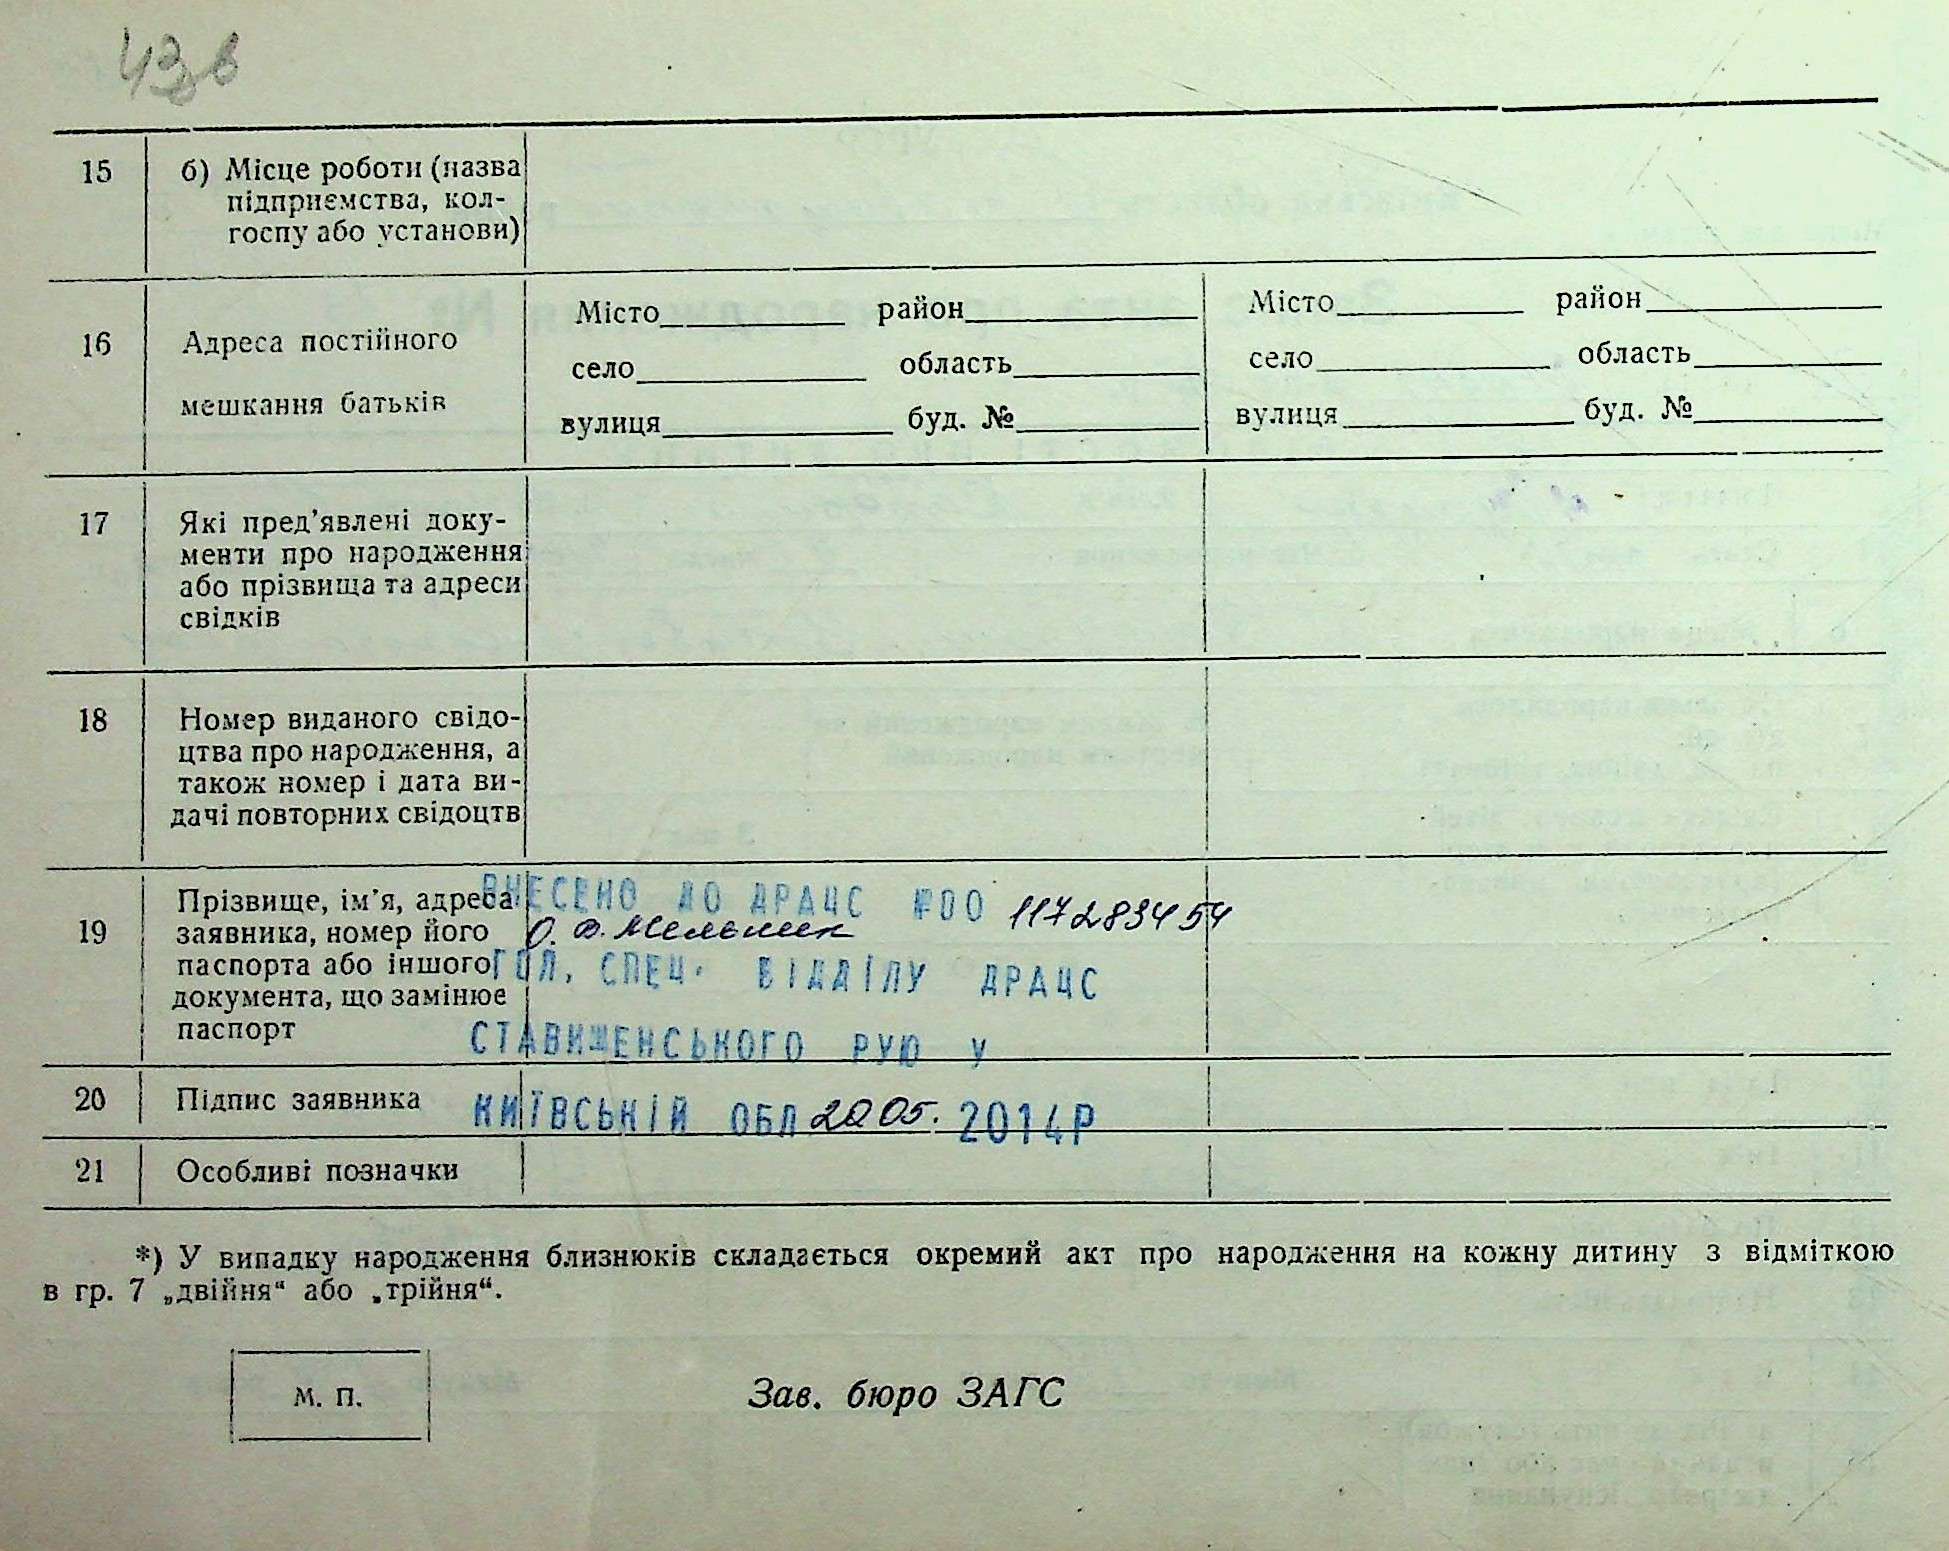 43в
15 б) Місце роботи (назва
підприємства, кол-
госпу або установи)
16 Адреса постійного
мешкання батьків
Місто район
село область
вулиця буд. №
Місто район
село область
вулиця буд. №
17 Які пред’явлені доку-
менти про народження
або прізвища та адреси
свідків
18 Номер виданого свідо-
цтва про народження, а
також номер і дата ви-
дачі повторних свідоцтв
19 Прізвище, ім’я, адреса
заявника, номер його
паспорта або іншого
документа, що замінює
паспорт
ВНЕСЕНО ДО ДРАЦС №00 117283454
О. В. Мельник
ГОЛ. СПЕЦ. ВІДДІЛУ ДРАЦС
СТАВИЩЕНСЬКОГО РУЮ У
КИЇВСЬКІЙ ОБЛ 20 05. 2014Р
20 Підпис заявника
21 Особливі позначки
*) У випадку народження близнюків складається окремий акт про народження на кожну дитину з відміткою
в гр. 7 „двійня“ або „трійня“.
М. П.
Зав. бюро ЗАГС